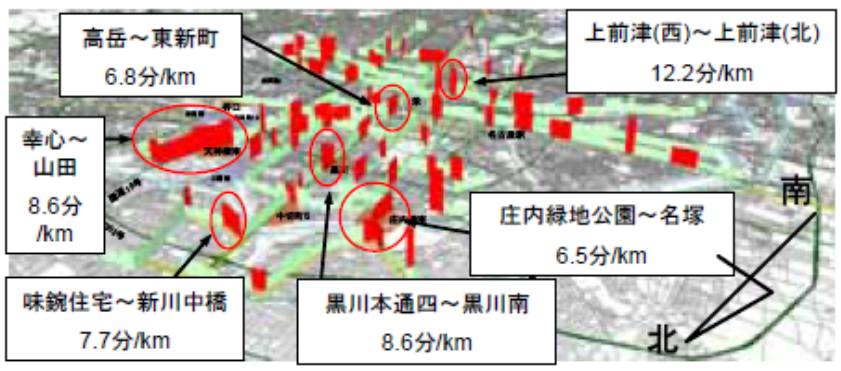 高岳～東新町
6.8分/km
上前津(西)～上前津(北)
12.2分/km
幸心～
山田
8.6分
/km
南
庄内緑地公園～名塚
6.5分/km
味鋺住宅～新川中橋
7.7分/km
黒川本通四～黒川南
8.6分/km
北